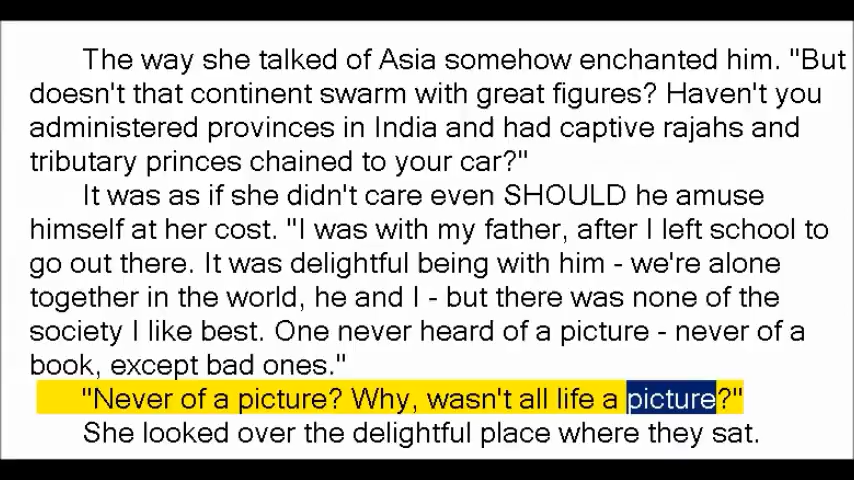 The way she talked of Asia somehow enchanted him. "But
doesn't that continent swarm with great figures? Haven't you
administered provinces in India and had captive rajahs and
tributary princes chained to your car?"
It was as if she didn't care even SHOULD he amuse
himself at her cost. "I was with my father, after I left school to
go out there. It was delightful being with him - we're alone
together in the world, he and I - but there was none of the
society I like best. One never heard of a picture - never of a
book, except bad ones."
"Never of a picture? Why, wasn't all life a picture?"
She looked over the delightful place where they sat.